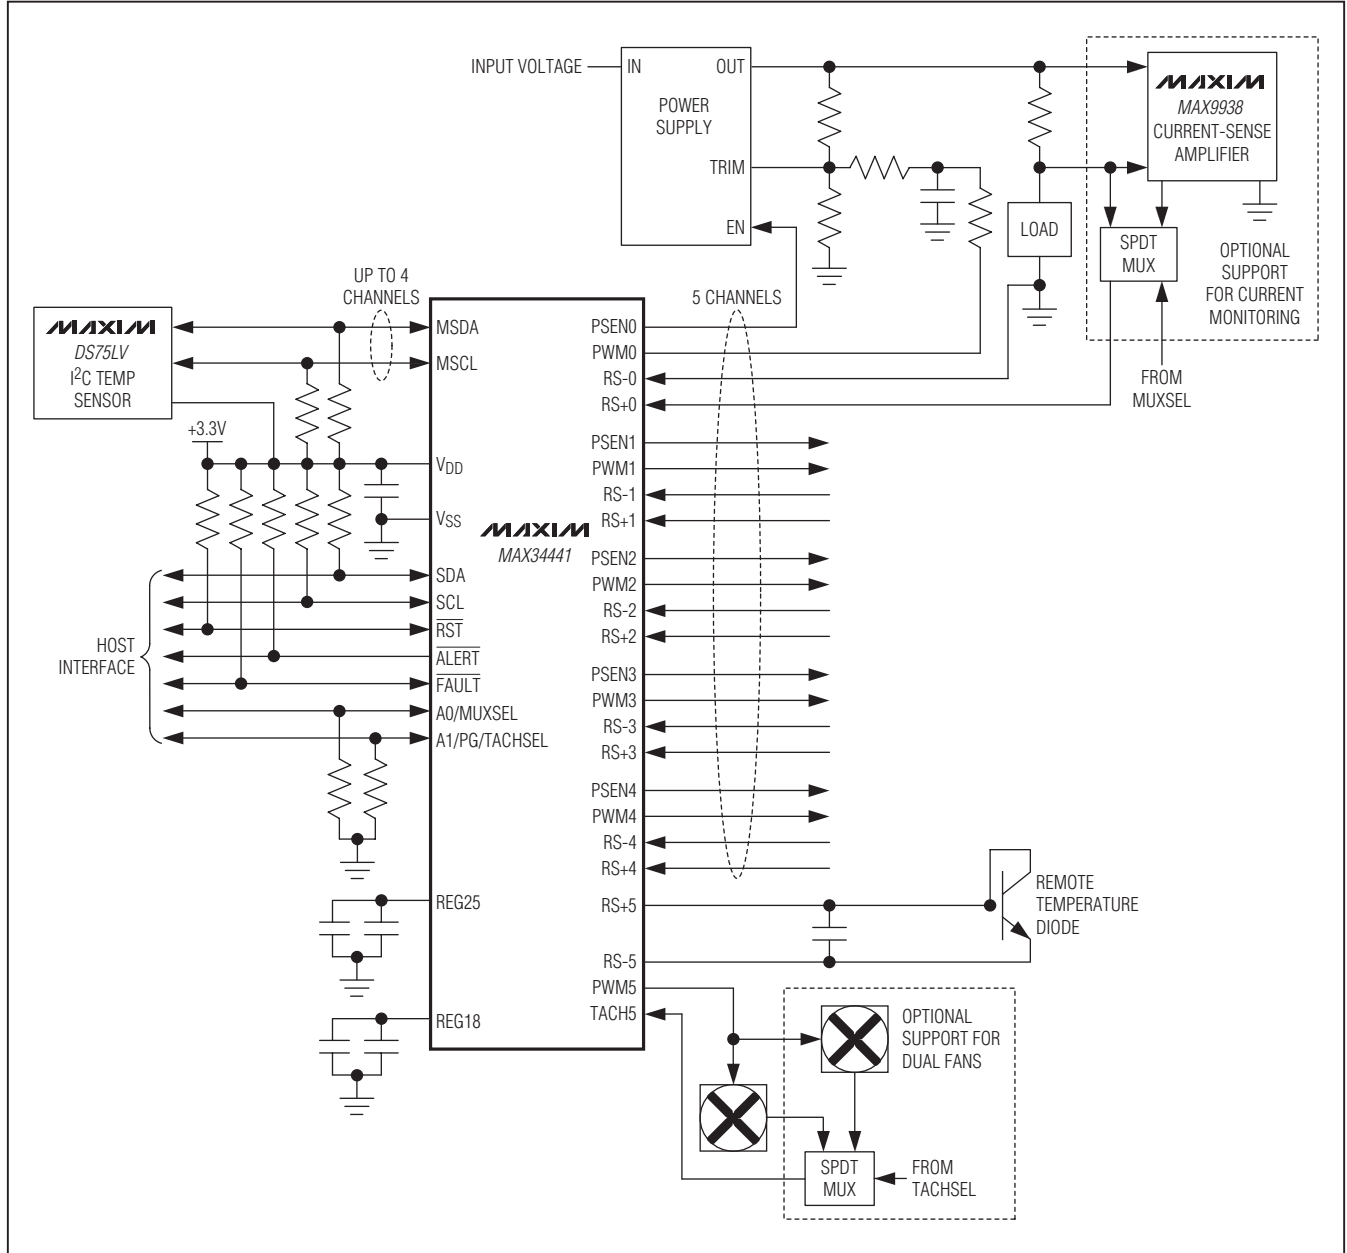 INPUT VOLTAGE
IN
OUT
POWER
SUPPLY
TRIM
EN
MAXIM
MAX9938
CURRENT-SENSE
AMPLIFIER
LOAD
SPDT
MUX
OPTIONAL
SUPPORT
FOR CURRENT
MONITORING
FROM
MUXSEL
UP TO 4
CHANNELS
5 CHANNELS
MAXIM
DS75LV
I2C TEMP
SENSOR
+3.3V
MSDA
MSCL
VDD
VSS
SDA
SCL
RST
ALERT
FAULT
A0/MUXSEL
A1/PG/TACHSEL
HOST
INTERFACE
REG25
REG18
MAXIM
MAX34441
PSEN0
PWM0
RS-0
RS+0
PSEN1
PWM1
RS-1
RS+1
PSEN2
PWM2
RS-2
RS+2
PSEN3
PWM3
RS-3
RS+3
PSEN4
PWM4
RS-4
RS+4
RS+5
RS-5
PWM5
TACH5
REMOTE
TEMPERATURE
DIODE
OPTIONAL
SUPPORT FOR
DUAL FANS
SPDT
MUX
FROM
TACHSEL